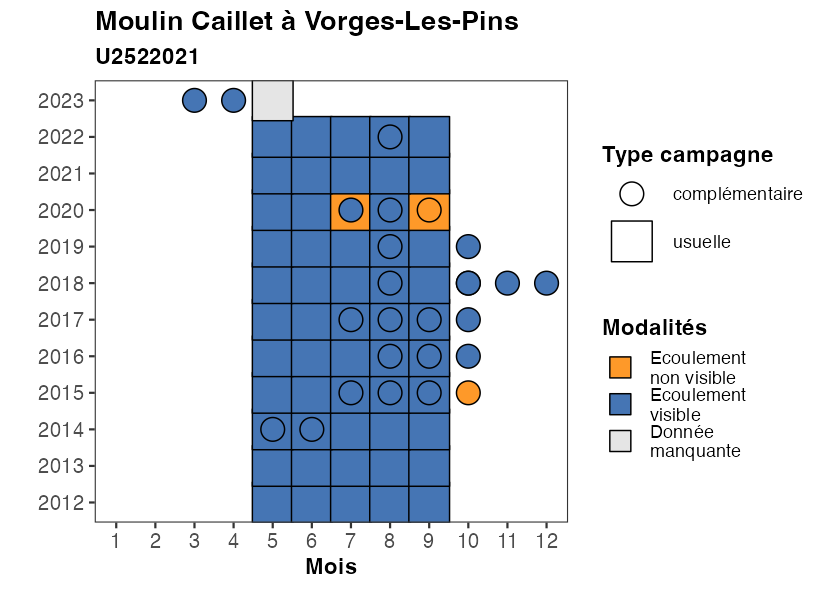 Moulin Caillet à Vorges-Les-Pins
U2522021
2023
2022
2021
2020
2019
2018
2017
2016
2015
2014
2013
2012
1 2 3 4 5 6 7 8 9 10 11 12
Mois
Type campagne
complémentaire
usuelle
Modalités
Ecoulement
non visible
Ecoulement
visible
Donnée
manquante